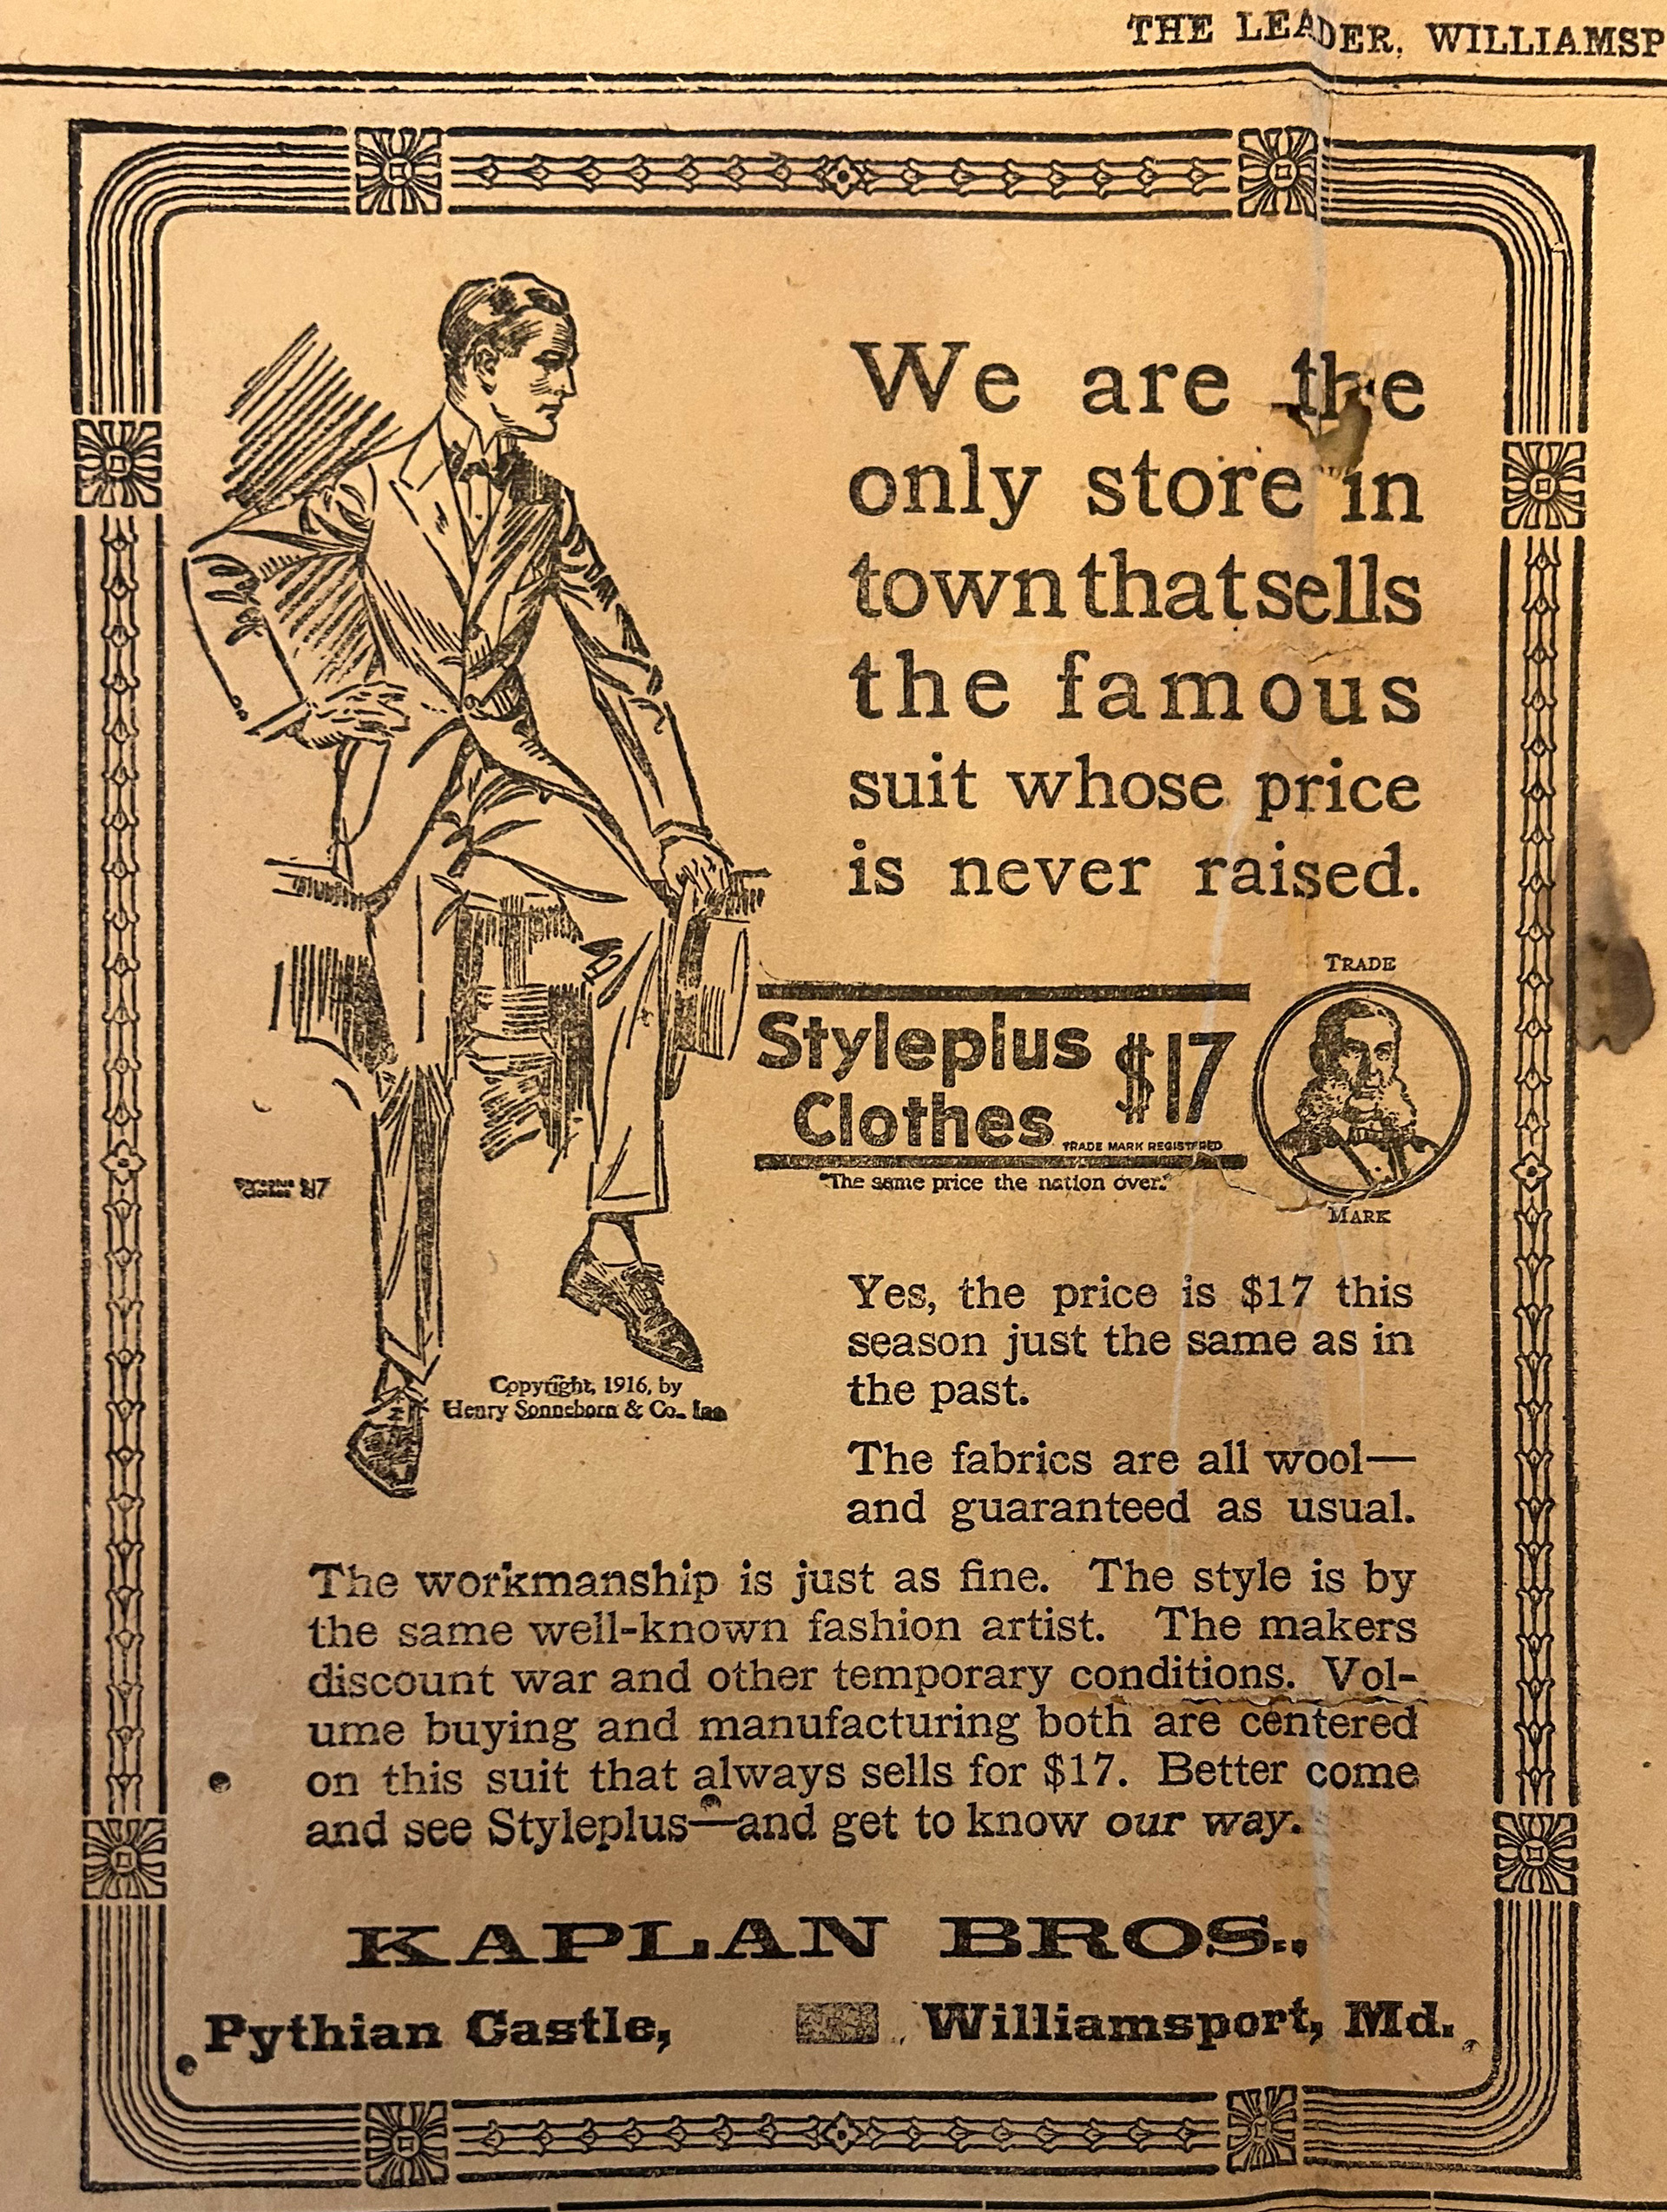 THE LEADER, WILLIAMSP
We are the
only store in
town that sells
the famous
suit whose price
is never raised.
TRADE
Styleplus $17
Clothes
TRADE MARK REGISTERED
"The same price the nation over."
MARK
Styleplus $17
Clothes
Yes, the price is $17 this
season just the same as in
the past.
Copyright, 1916, by
Henry Sonneborn & Co. Inc
The fabrics are all wool—
and guaranteed as usual.
The workmanship is just as fine. The style is by
the same well-known fashion artist. The makers
discount war and other temporary conditions. Vol-
ume buying and manufacturing both are centered
on this suit that always sells for $17. Better come
and see Styleplus—and get to know our way.
KAPLAN BROS.,
Pythian Castle, Williamsport, Md.